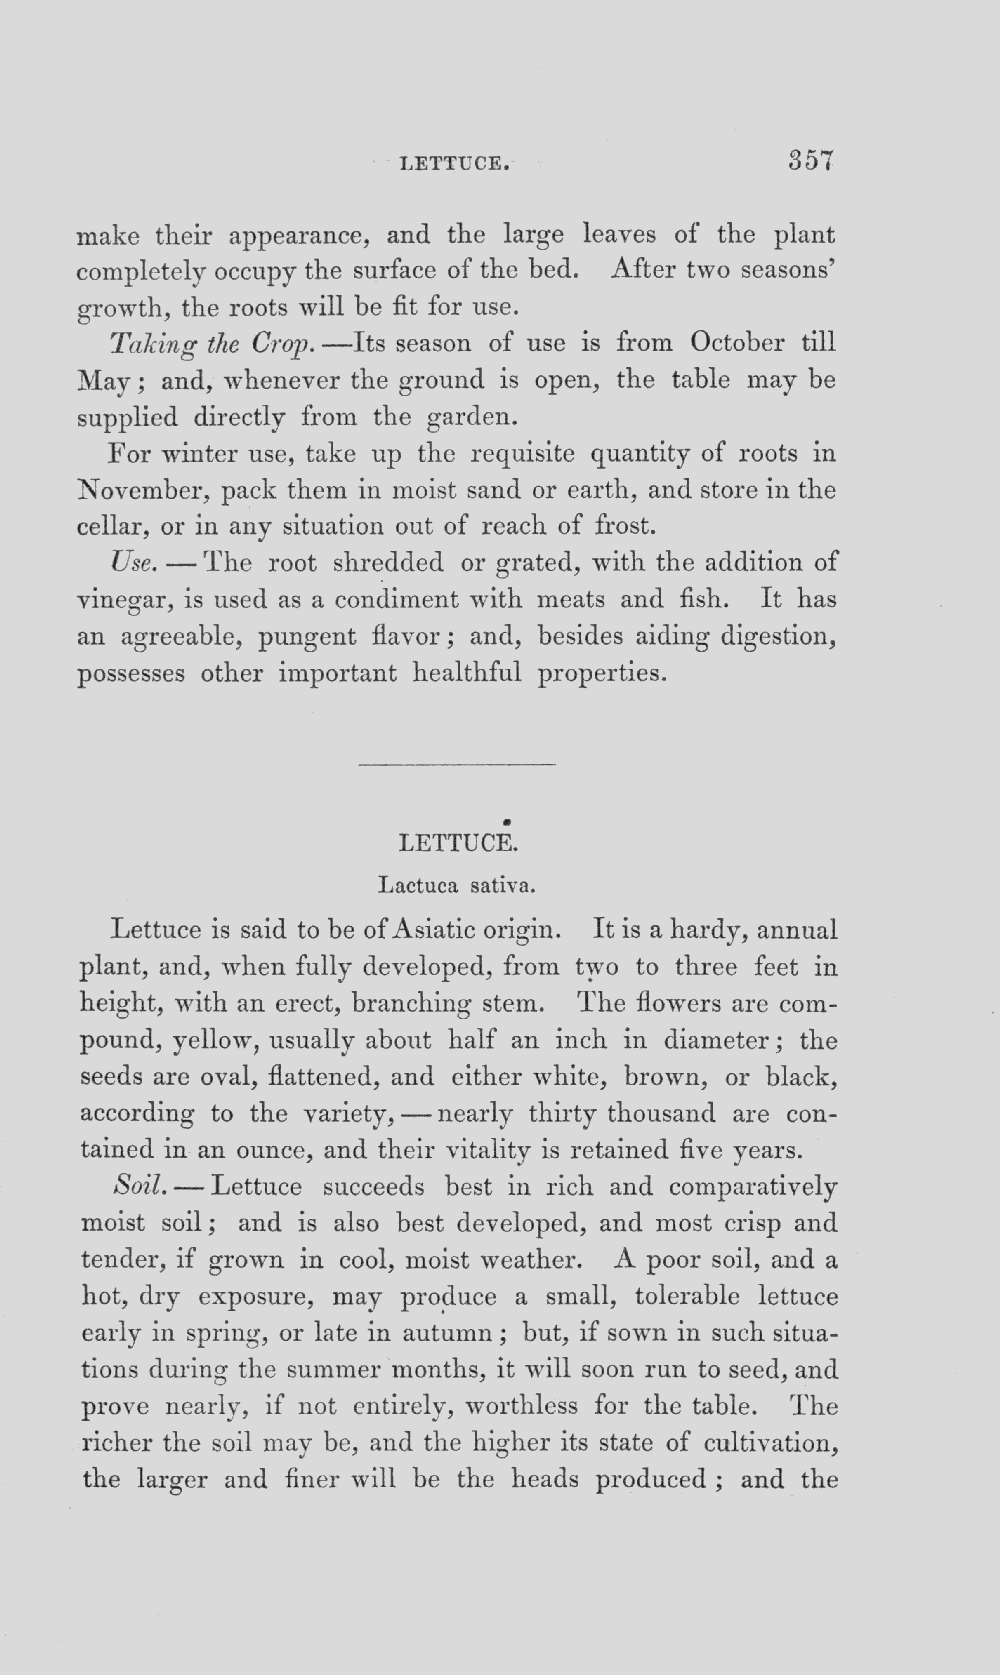 LETTUCE. 357
make their appearance, and the large leaves of the plant
completely occupy the surface of the bed. After two seasons’
growth, the roots will be fit for use.
Taking the Crop. — Its season of use is from October till
May; and, whenever the ground is open, the table may be
supplied directly from the garden.
For winter use, take up the requisite quantity of roots in
November, pack them in moist sand or earth, and store in the
cellar, or in any situation out of reach of frost.
Use. — The root shredded or grated, with the addition of
vinegar, is used as a condiment with meats and fish. It has
an agreeable, pungent flavor; and, besides aiding digestion,
possesses other important healthful properties.
LETTUCE.
Lactuca sativa.
Lettuce is said to be of Asiatic origin. It is a hardy, annual
plant, and, when fully developed, from two to three feet in
height, with an erect, branching stem. The flowers are com-
pound, yellow, usually about half an inch in diameter; the
seeds are oval, flattened, and either white, brown, or black,
according to the variety, — nearly thirty thousand are con-
tained in an ounce, and their vitality is retained five years.
Soil. — Lettuce succeeds best in rich and comparatively
moist soil; and is also best developed, and most crisp and
tender, if grown in cool, moist weather. A poor soil, and a
hot, dry exposure, may produce a small, tolerable lettuce
early in spring, or late in autumn; but, if sown in such situa-
tions during the summer months, it will soon run to seed, and
prove nearly, if not entirely, worthless for the table. The
richer the soil may be, and the higher its state of cultivation,
the larger and finer will be the heads produced; and the